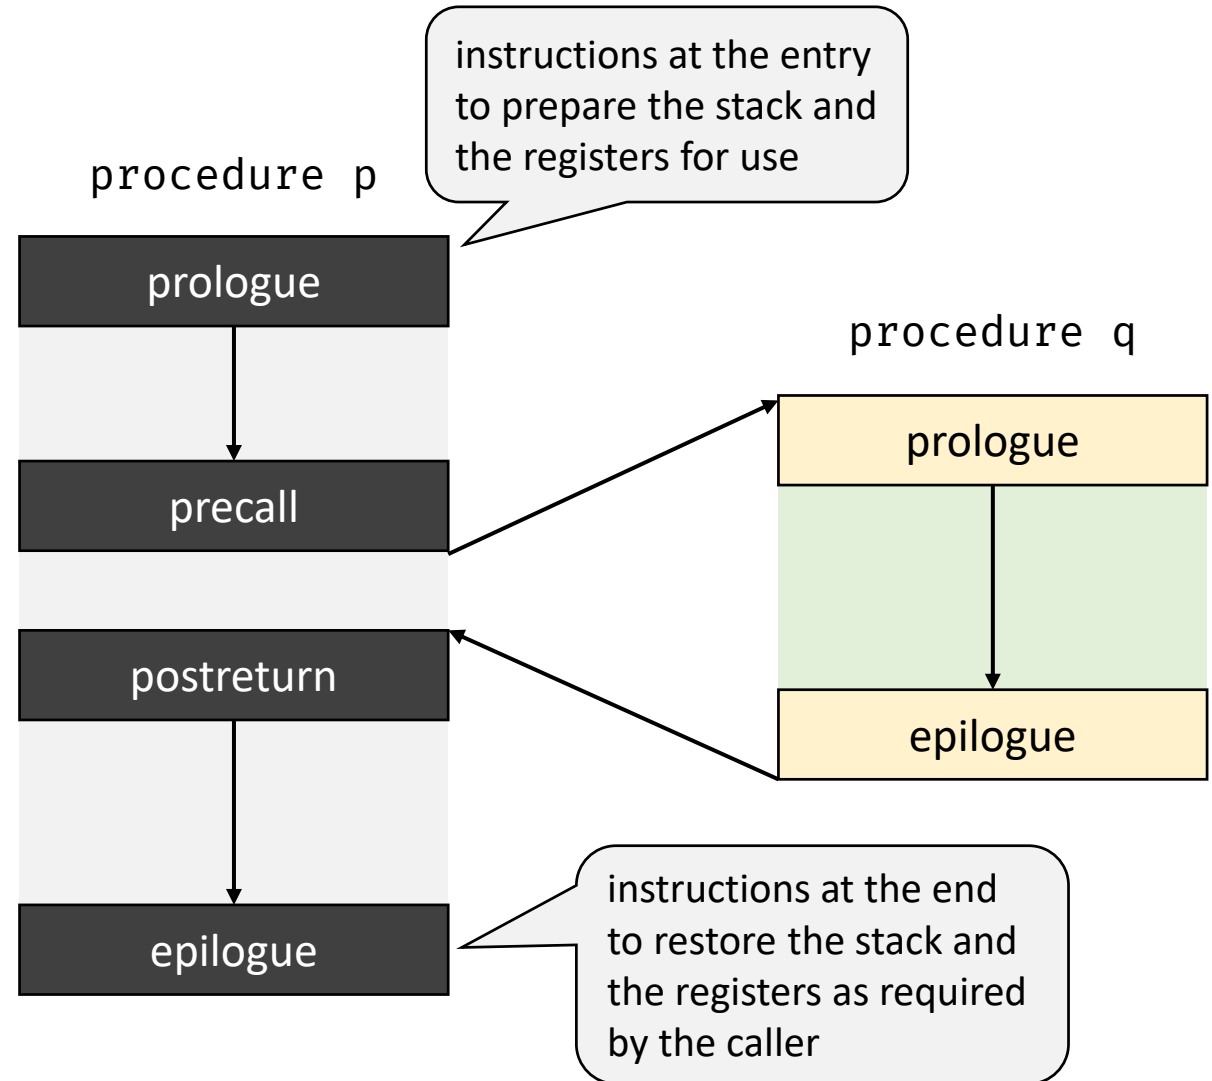 instructions at the entry
to prepare the stack and
the registers for use
procedure p
prologue
precall
postreturn
epilogue
procedure q
prologue
epilogue
instructions at the end
to restore the stack and
the registers as required
by the caller